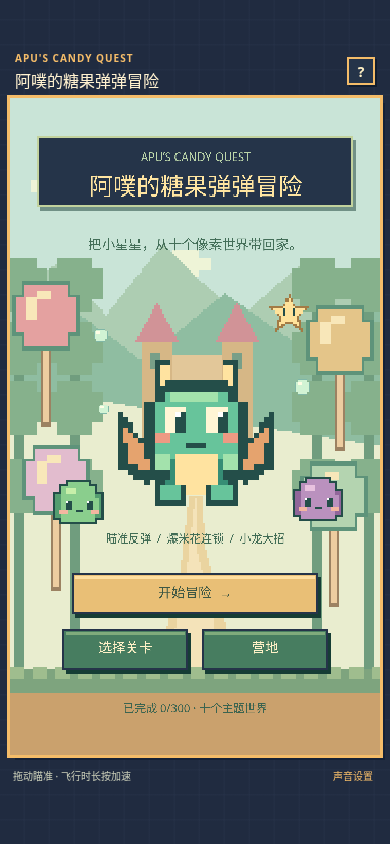 APU'S CANDY QUEST
阿噗的糖果弹弹冒险
?
APU'S CANDY QUEST
阿噗的糖果弹弹冒险
把小星星，从十个像素世界带回家。
瞄准反弹 / 爆米花连锁 / 小龙大招
开始冒险 →
选择关卡
营地
已完成 0/300 · 十个主题世界
拖动瞄准 · 飞行时长按加速
声音设置